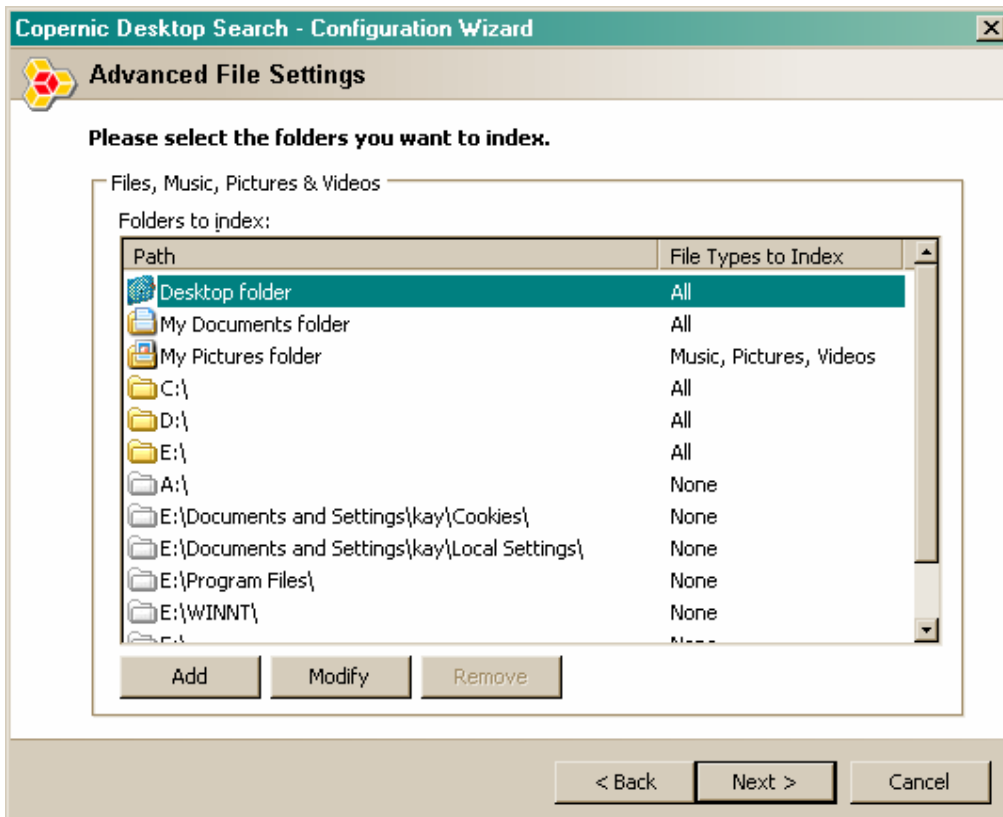 Copernic Desktop Search - Configuration Wizard
Advanced File Settings
Please select the folders you want to index.
Files, Music, Pictures & Videos
Folders to index:
Path File Types to Index
Desktop folder All
My Documents folder All
My Pictures folder Music, Pictures, Videos
C:\ All
D:\ All
E:\ All
A:\ None
E:\Documents and Settings\kay\Cookies\ None
E:\Documents and Settings\kay\Local Settings\ None
E:\Program Files\ None
E:\WINNT\ None
Add Modify Remove
< Back Next > Cancel